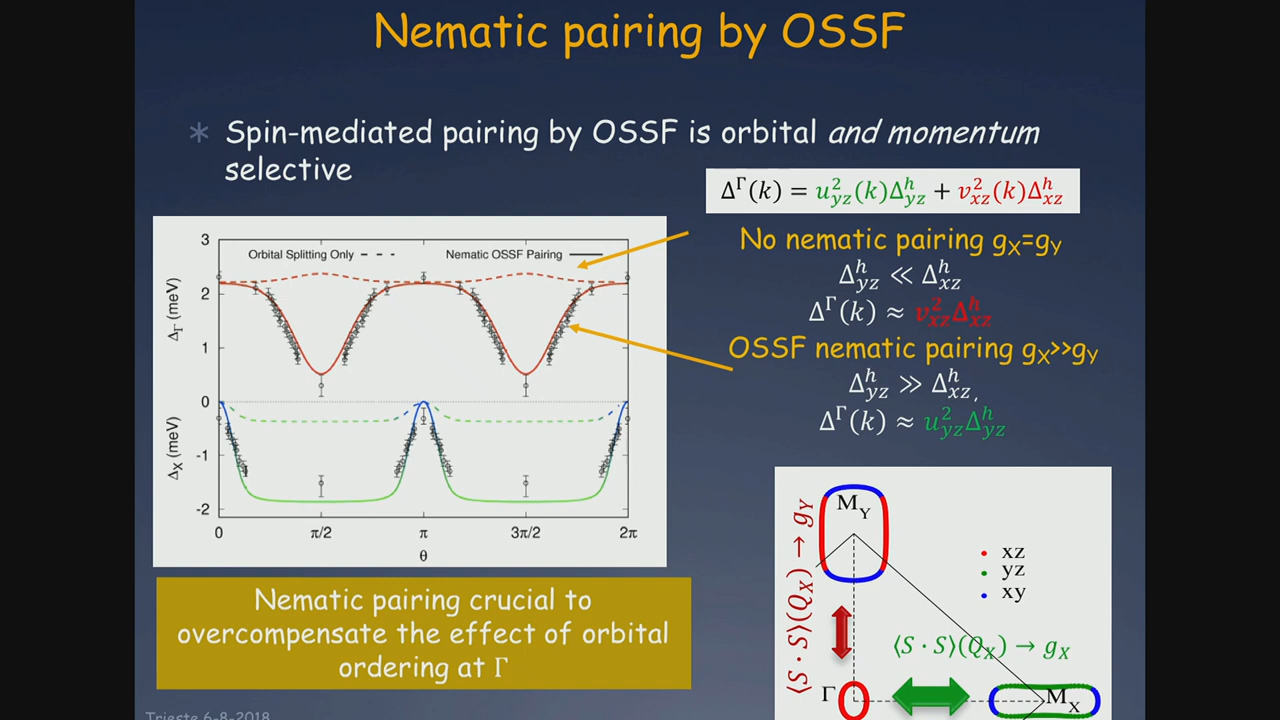 Nematic pairing by OSSF
Spin-mediated pairing by OSSF is orbital and momentum
selective
Δ^Γ(k) = u²_yz(k)Δ^h_yz + v²_xz(k)Δ^h_xz
No nematic pairing g_X=g_Y
Δ^h_yz ≪ Δ^h_xz
Δ^Γ(k) ≈ v²_xz Δ^h_xz
OSSF nematic pairing g_X>>g_Y
Δ^h_yz ≫ Δ^h_xz,
Δ^Γ(k) ≈ u²_yz Δ^h_yz
Orbital Splitting Only
Nematic OSSF Pairing
Δ_Γ (meV)
3
2
1
0
Δ_X (meV)
-1
-2
0
π/2
π
3π/2
2π
θ
Nematic pairing crucial to
overcompensate the effect of orbital
ordering at Γ
⟨S · S⟩(Q_X) → g_Y
M_Y
xz
yz
xy
⟨S · S⟩(Q_X) → g_X
Γ
M_X
Trieste 6-8-2018